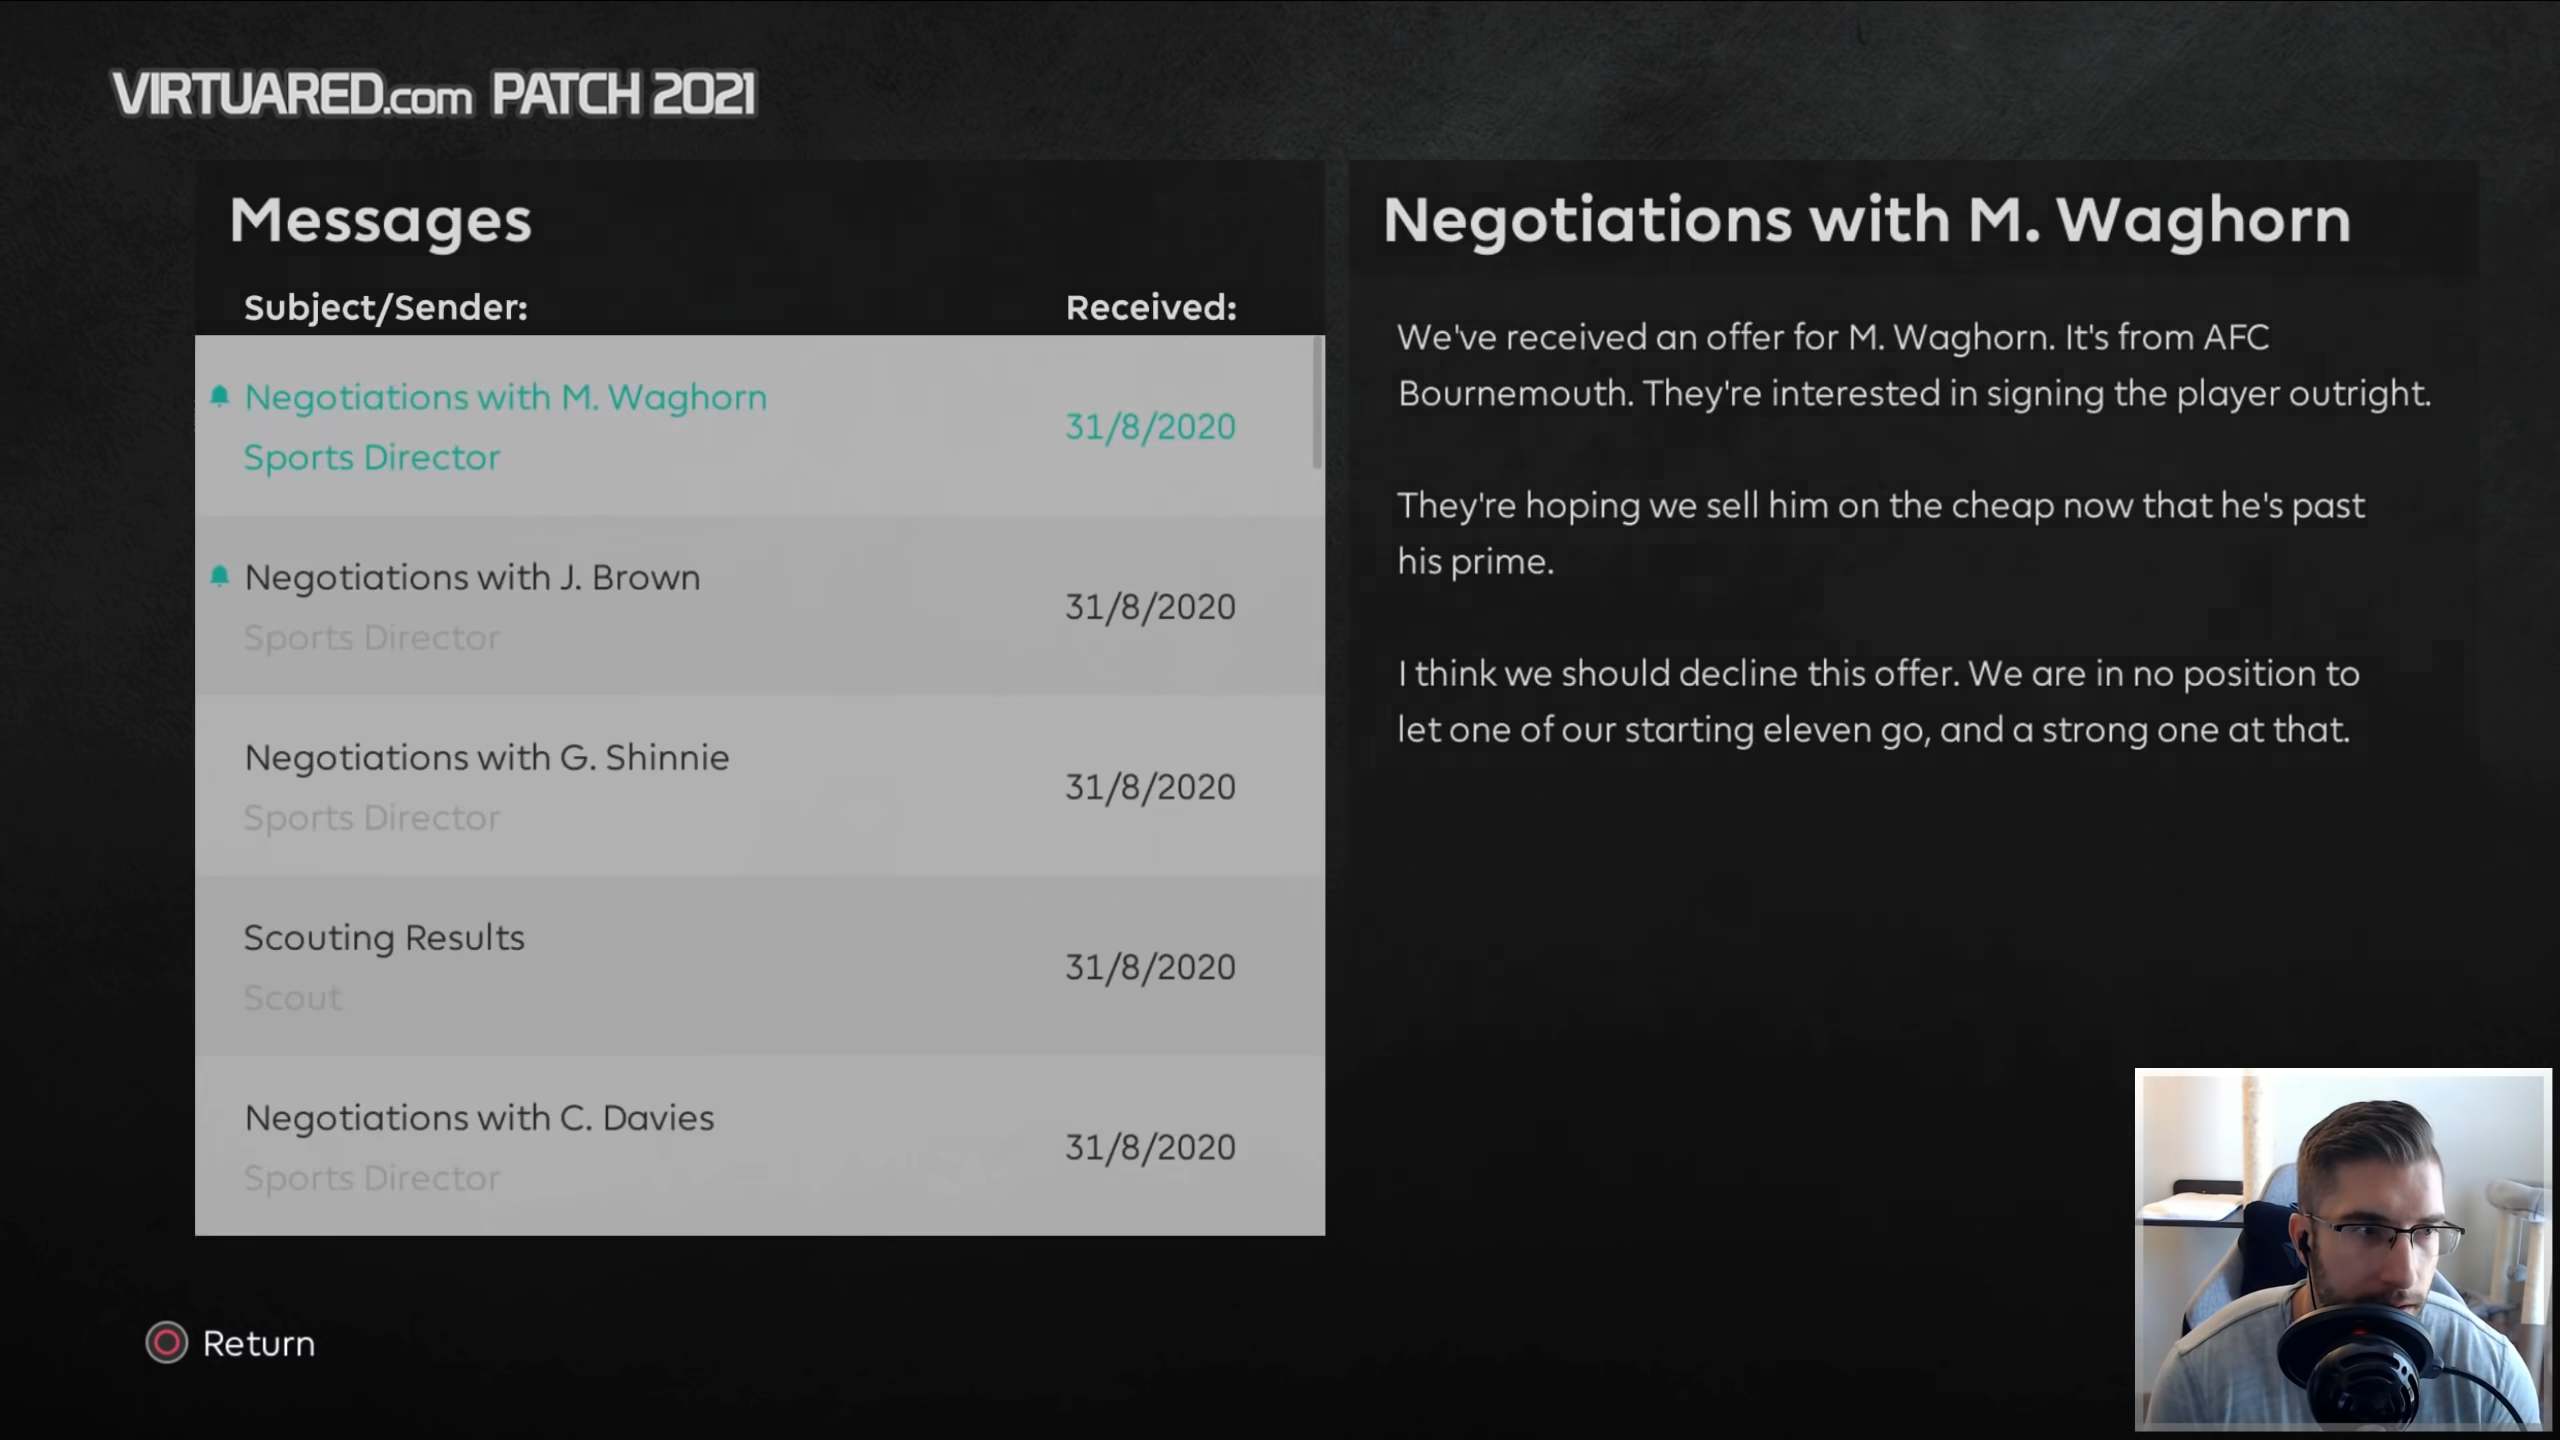 VIRTUARED.com PATCH 2021
Messages
Subject/Sender:
Received:
Negotiations with M. Waghorn
Sports Director
31/8/2020
Negotiations with J. Brown
Sports Director
31/8/2020
Negotiations with G. Shinnie
Sports Director
31/8/2020
Scouting Results
Scout
31/8/2020
Negotiations with C. Davies
Sports Director
31/8/2020
Negotiations with M. Waghorn
We've received an offer for M. Waghorn. It's from AFC
Bournemouth. They're interested in signing the player outright.
They're hoping we sell him on the cheap now that he's past
his prime.
I think we should decline this offer. We are in no position to
let one of our starting eleven go, and a strong one at that.
Return